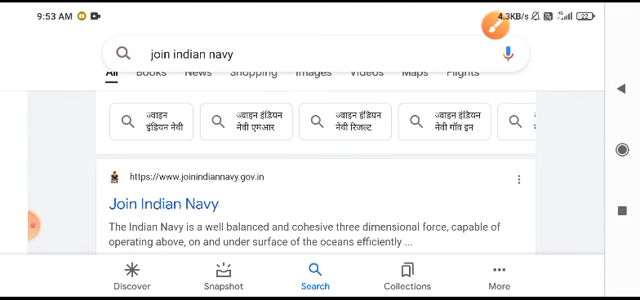 9:53 AM 4.3KB/s 22
join indian navy
All Books News Shopping Images Videos Maps Flights
ज्वाइन इंडियन नेवी
ज्वाइन इंडियन नेवी एमआर
ज्वाइन इंडियन नेवी रिजल्ट
ज्वाइन इंडियन नेवी गॉव इन
https://www.joinindiannavy.gov.in
Join Indian Navy
The Indian Navy is a well balanced and cohesive three dimensional force, capable of
operating above, on and under surface of the oceans efficiently ...
Discover Snapshot Search Collections More